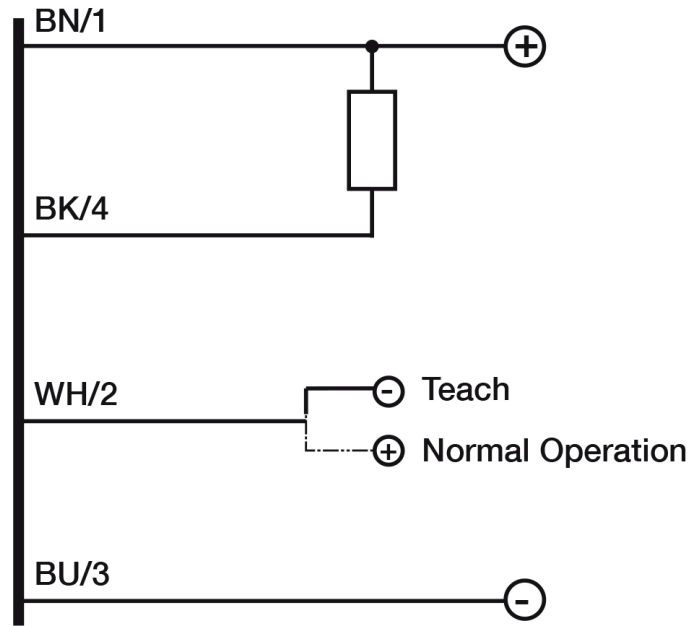 BN/1
+
BK/4
WH/2
- Teach
+ Normal Operation
BU/3
-